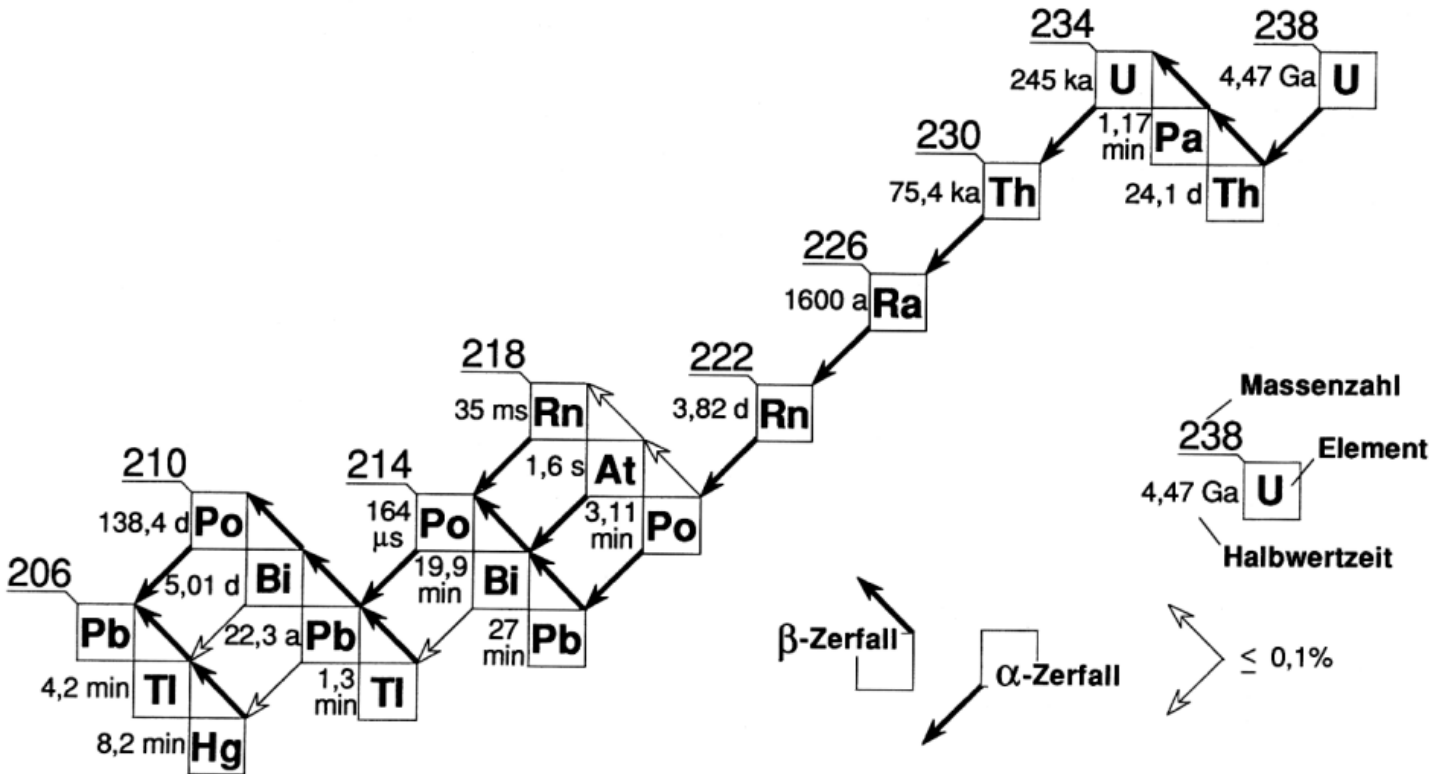 234
238
245 ka
U
4,47 Ga
U
1,17
min
Pa
230
75,4 ka
Th
24,1 d
Th
226
1600 a
Ra
218
222
35 ms
Rn
3,82 d
Rn
Massenzahl
238
Element
4,47 Ga
U
Halbwertzeit
210
214
1,6 s
At
138,4 d
Po
164
µs
Po
3,11
min
Po
206
5,01 d
Bi
19,9
min
Bi
Pb
22,3 a
Pb
27
min
Pb
β-Zerfall
α-Zerfall
≤ 0,1%
4,2 min
Tl
1,3
min
Tl
8,2 min
Hg